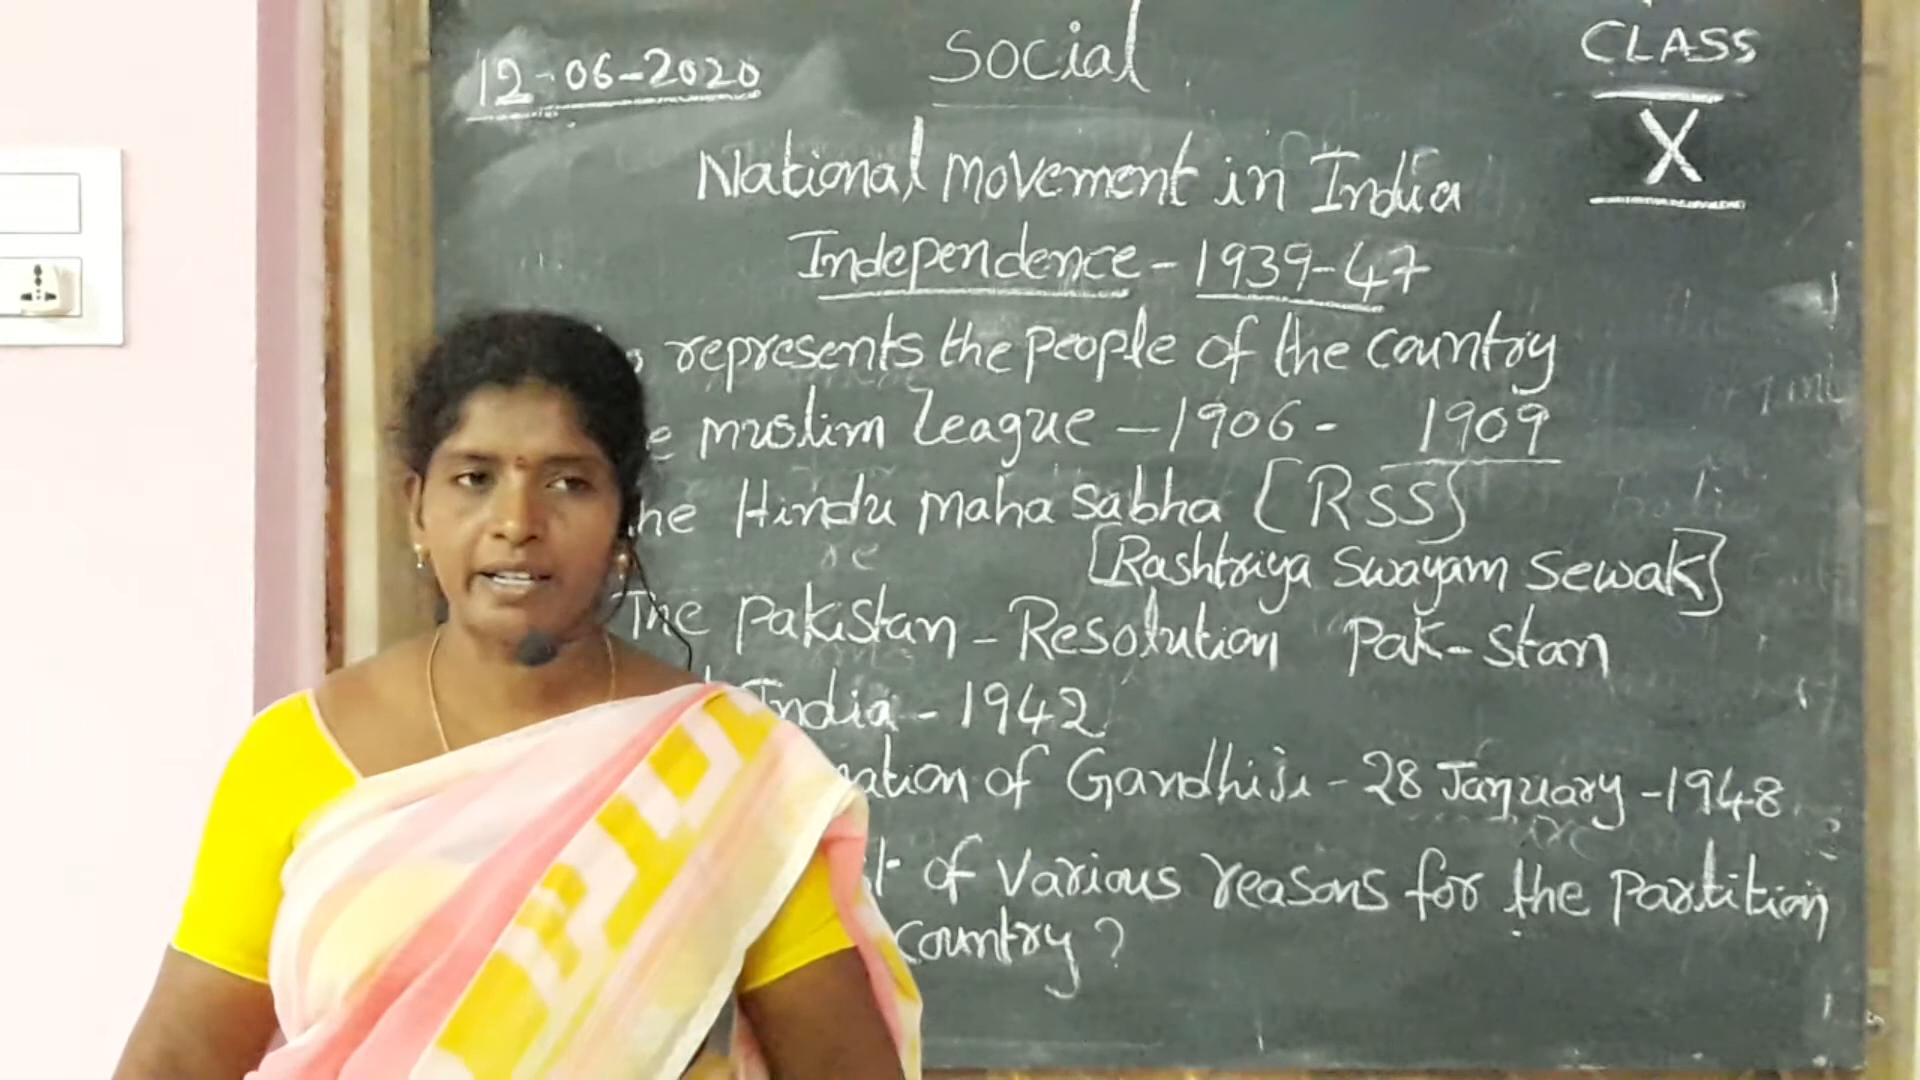 12-06-2020
Social
CLASS
X
National movement in India
Independence - 1939-47
represents the people of the country
muslim league - 1906 - 1909
he Hindu maha sabha [RSS}
[Rashtriya Swayam Sewak}
The pakistan - Resolution Pak-stan
India - 1942
nation of Gandhiji - 28 January - 1948
of various reasons for the partition
country?